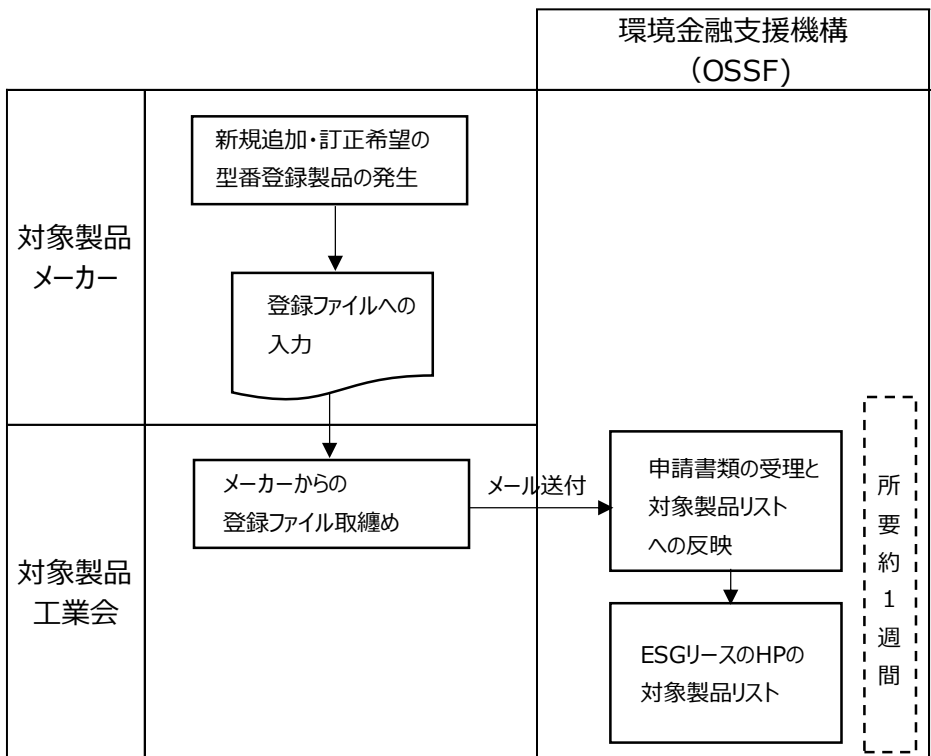 環境金融支援機構
(OSSF)
対象製品
メーカー
新規追加・訂正希望の
型番登録製品の発生
登録ファイルへの
入力
対象製品
工業会
メーカーからの
登録ファイル取纏め
メール送付
申請書類の受理と
対象製品リスト
への反映
ESGリースのHPの
対象製品リスト
所要約1週間